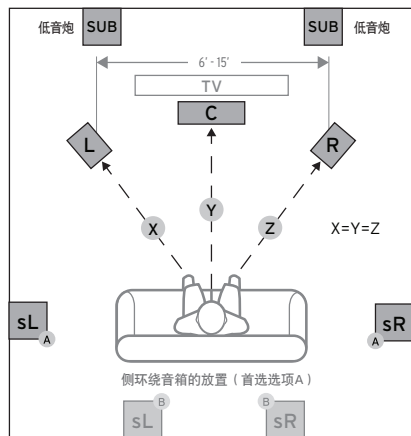 低音炮 SUB SUB 低音炮
6' - 15'
TV
C
L R
Y
X Z
X=Y=Z
sL A sR A
侧环绕音箱的放置（首选选项A）
sL B B sR